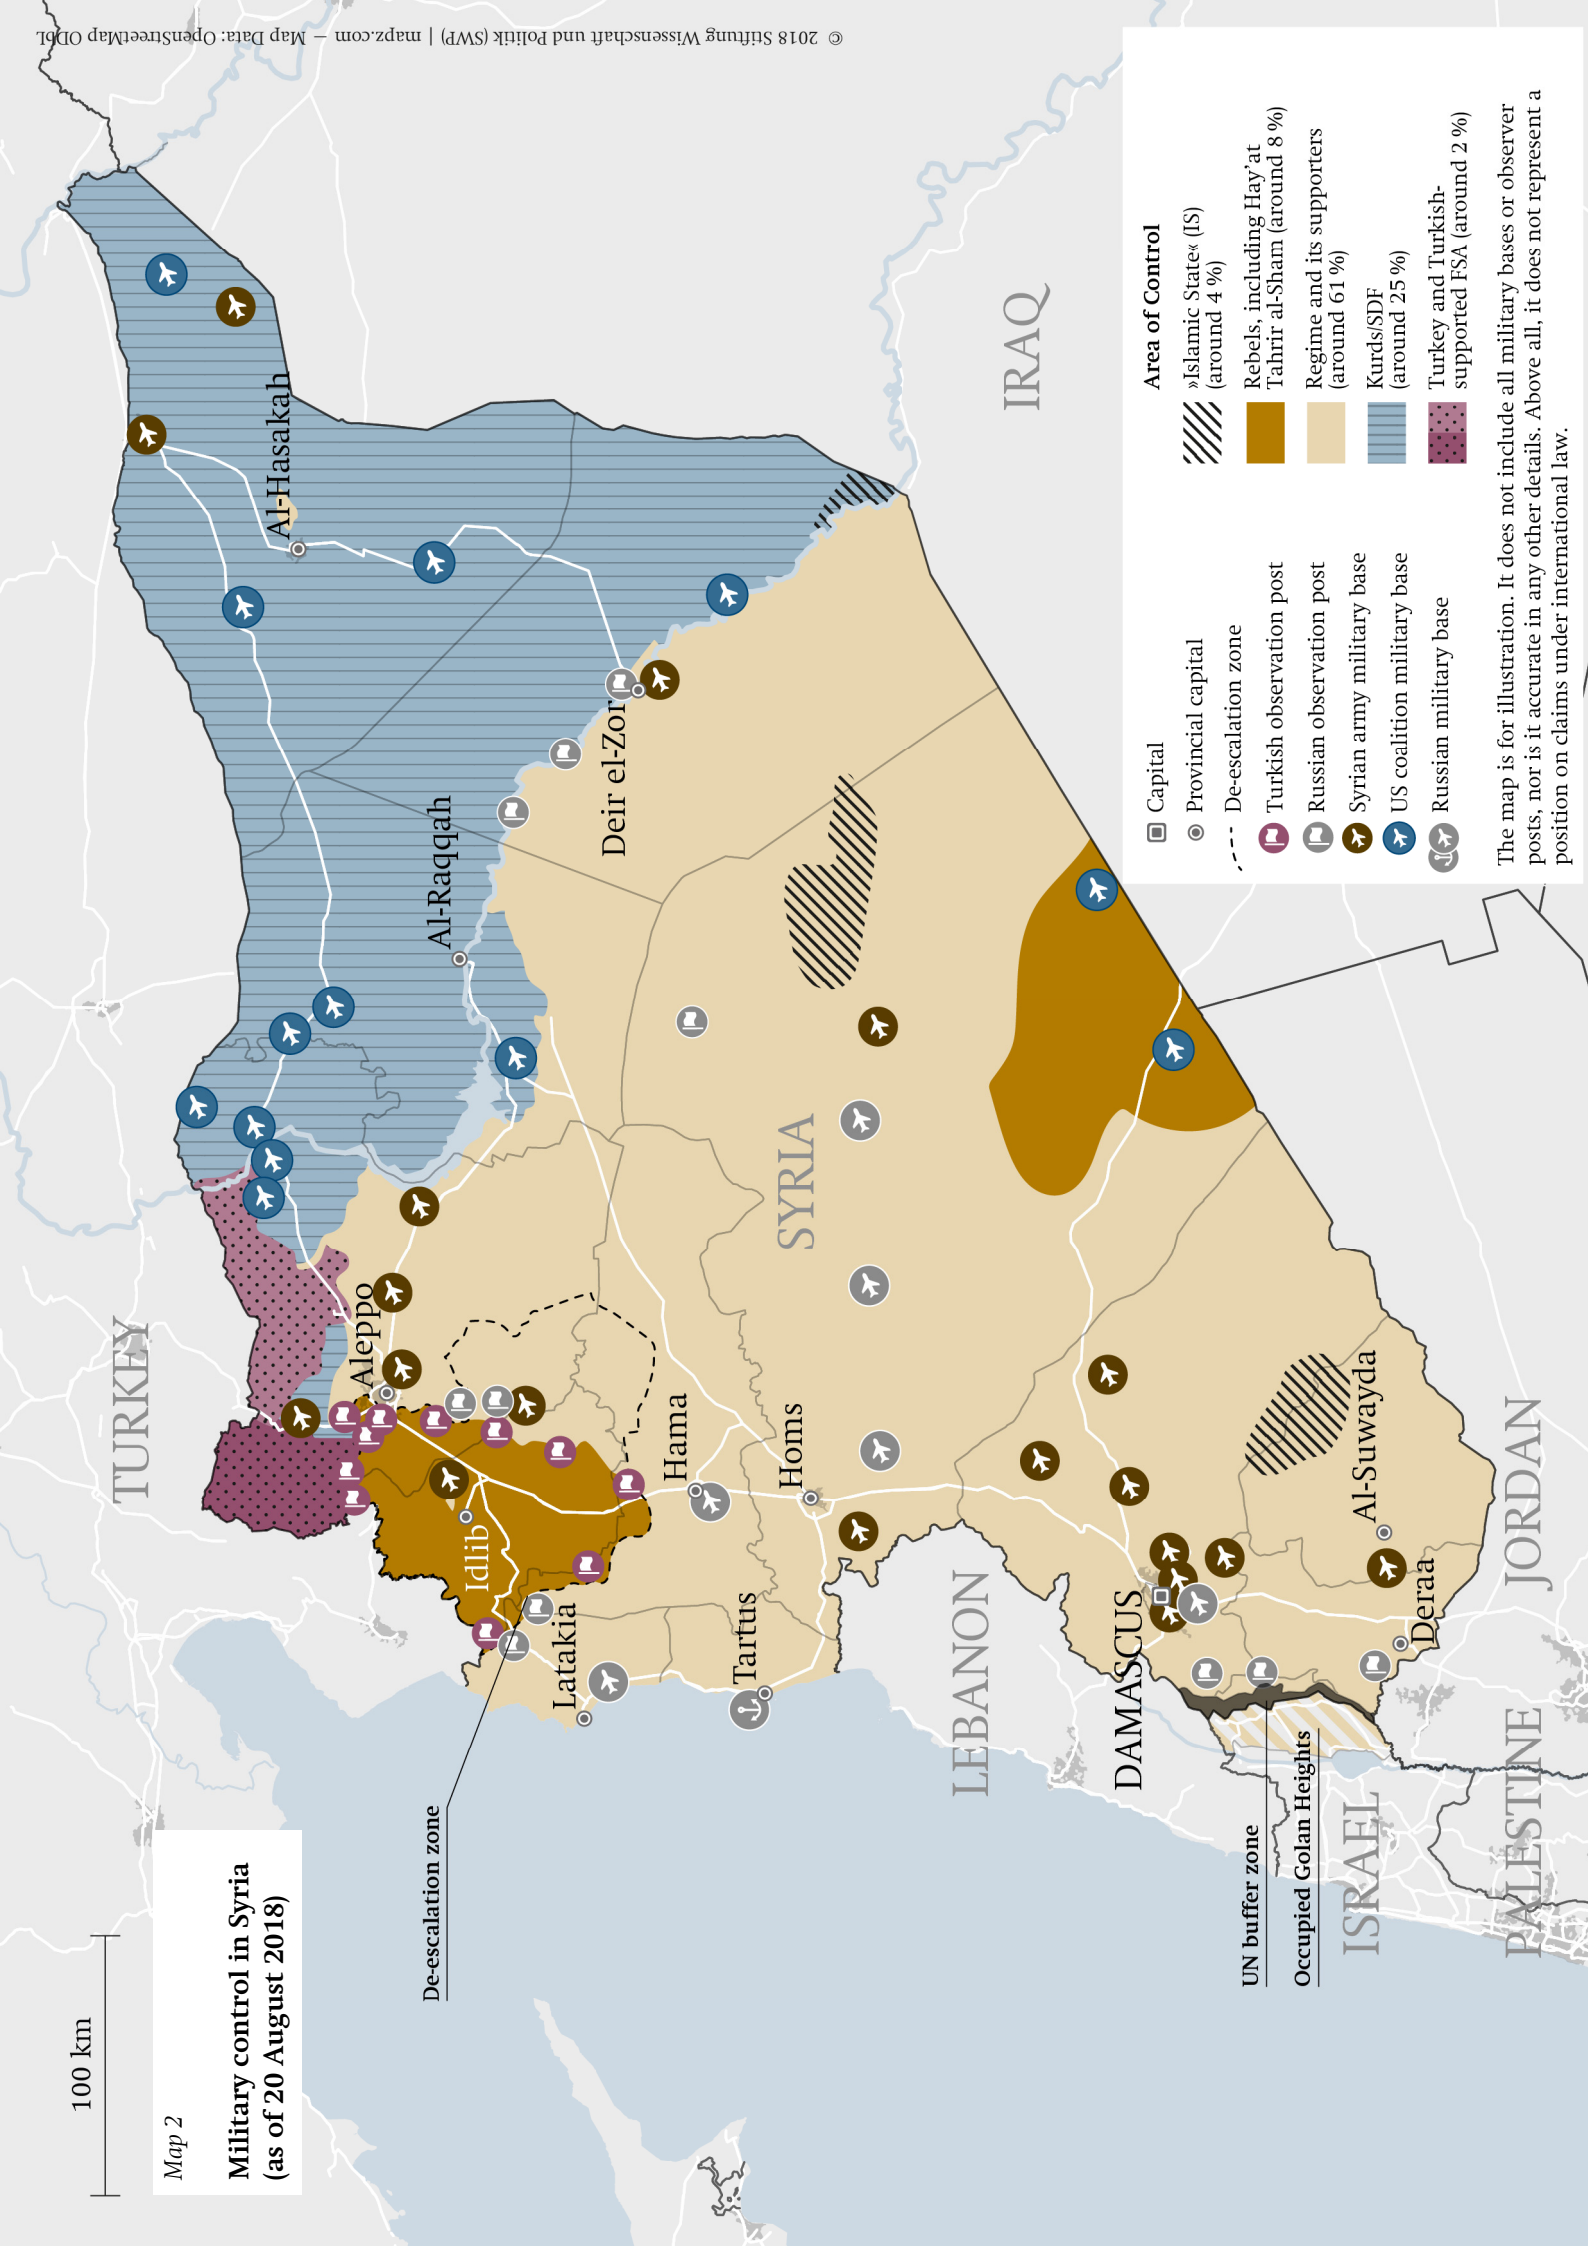 100 km
Map 2
Military control in Syria
(as of 20 August 2018)
TURKEY
Al-Hasakah
Aleppo
Al-Raqqah
Idlib
De-escalation zone
Latakia
Deir el-Zor
Hama
Tartus
Homs
SYRIA
IRAQ
LEBANON
DAMASCUS
UN buffer zone
Occupied Golan Heights
Al-Suwayda
Deraa
ISRAEL
PALESTINE
JORDAN
Capital
Provincial capital
De-escalation zone
Turkish observation post
Russian observation post
Syrian army military base
US coalition military base
Russian military base
Area of Control
»Islamic State« (IS)
(around 4 %)
Rebels, including Hay’at
Tahrir al-Sham (around 8 %)
Regime and its supporters
(around 61 %)
Kurds/SDF
(around 25 %)
Turkey and Turkish-
supported FSA (around 2 %)
The map is for illustration. It does not include all military bases or observer
posts, nor is it accurate in any other details. Above all, it does not represent a
position on claims under international law.
© 2018 Stiftung Wissenschaft und Politik (SWP) | mapz.com – Map Data: OpenStreetMap ODbL